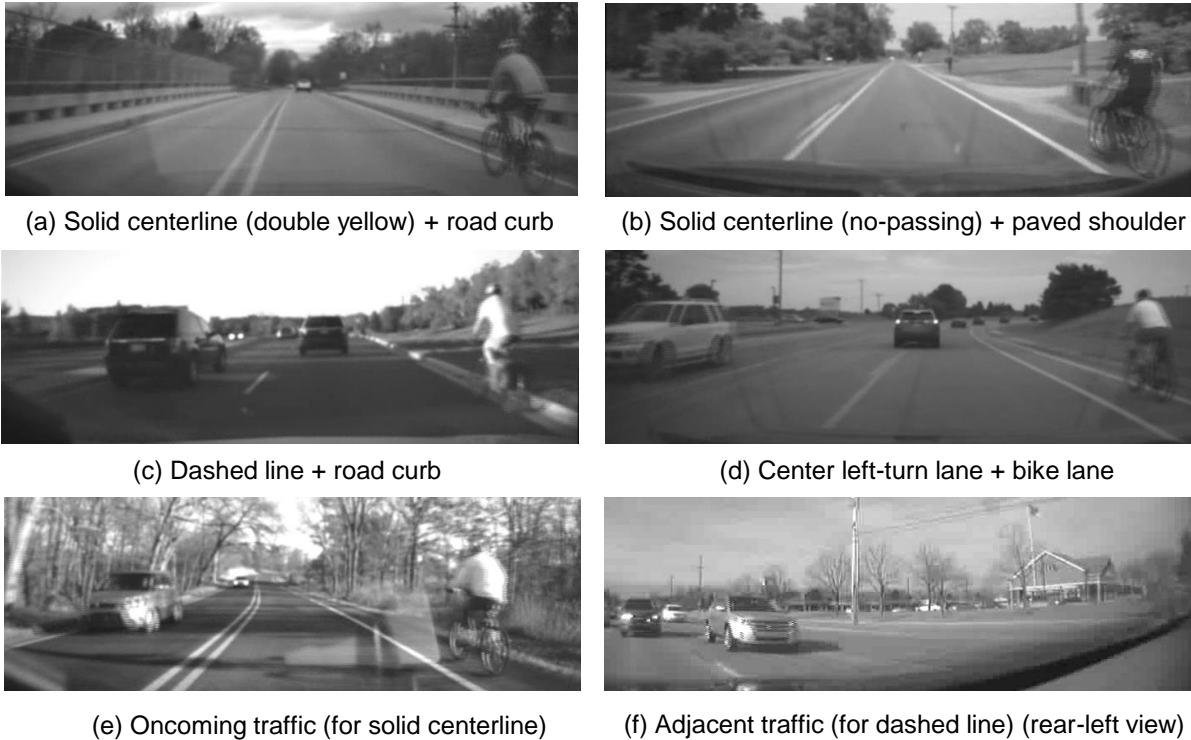 (a) Solid centerline (double yellow) + road curb
(b) Solid centerline (no-passing) + paved shoulder
(c) Dashed line + road curb
(d) Center left-turn lane + bike lane
(e) Oncoming traffic (for solid centerline)
(f) Adjacent traffic (for dashed line) (rear-left view)